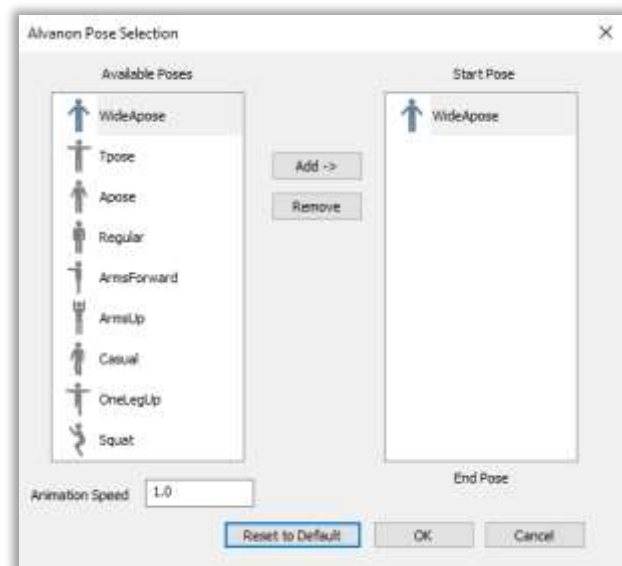 Alvanon Pose Selection
Available Poses
Start Pose
WideApose
Tpose
Apose
Regular
ArmsForward
ArmsUp
Casual
OneLegUp
Squat
Add ->
Remove
WideApose
End Pose
Animation Speed 1.0
Reset to Default OK Cancel